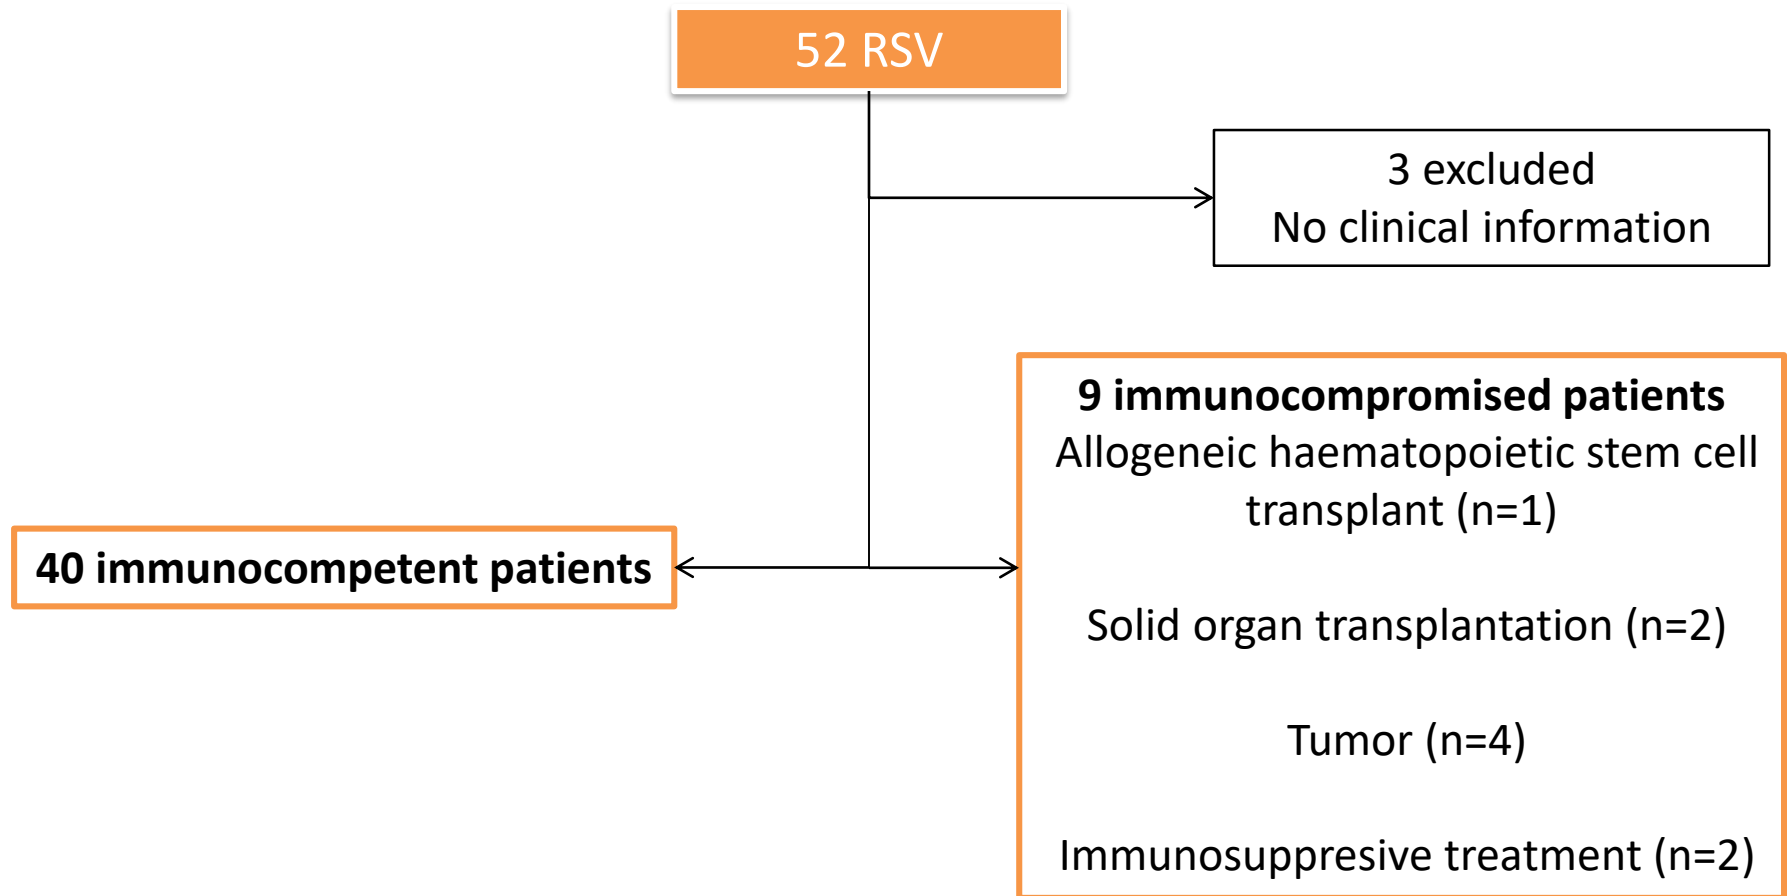 52 RSV
3 excluded
No clinical information
9 immunocompromised patients
Allogeneic haematopoietic stem cell
transplant (n=1)
40 immunocompetent patients
Solid organ transplantation (n=2)
Tumor (n=4)
Immunosuppresive treatment (n=2)